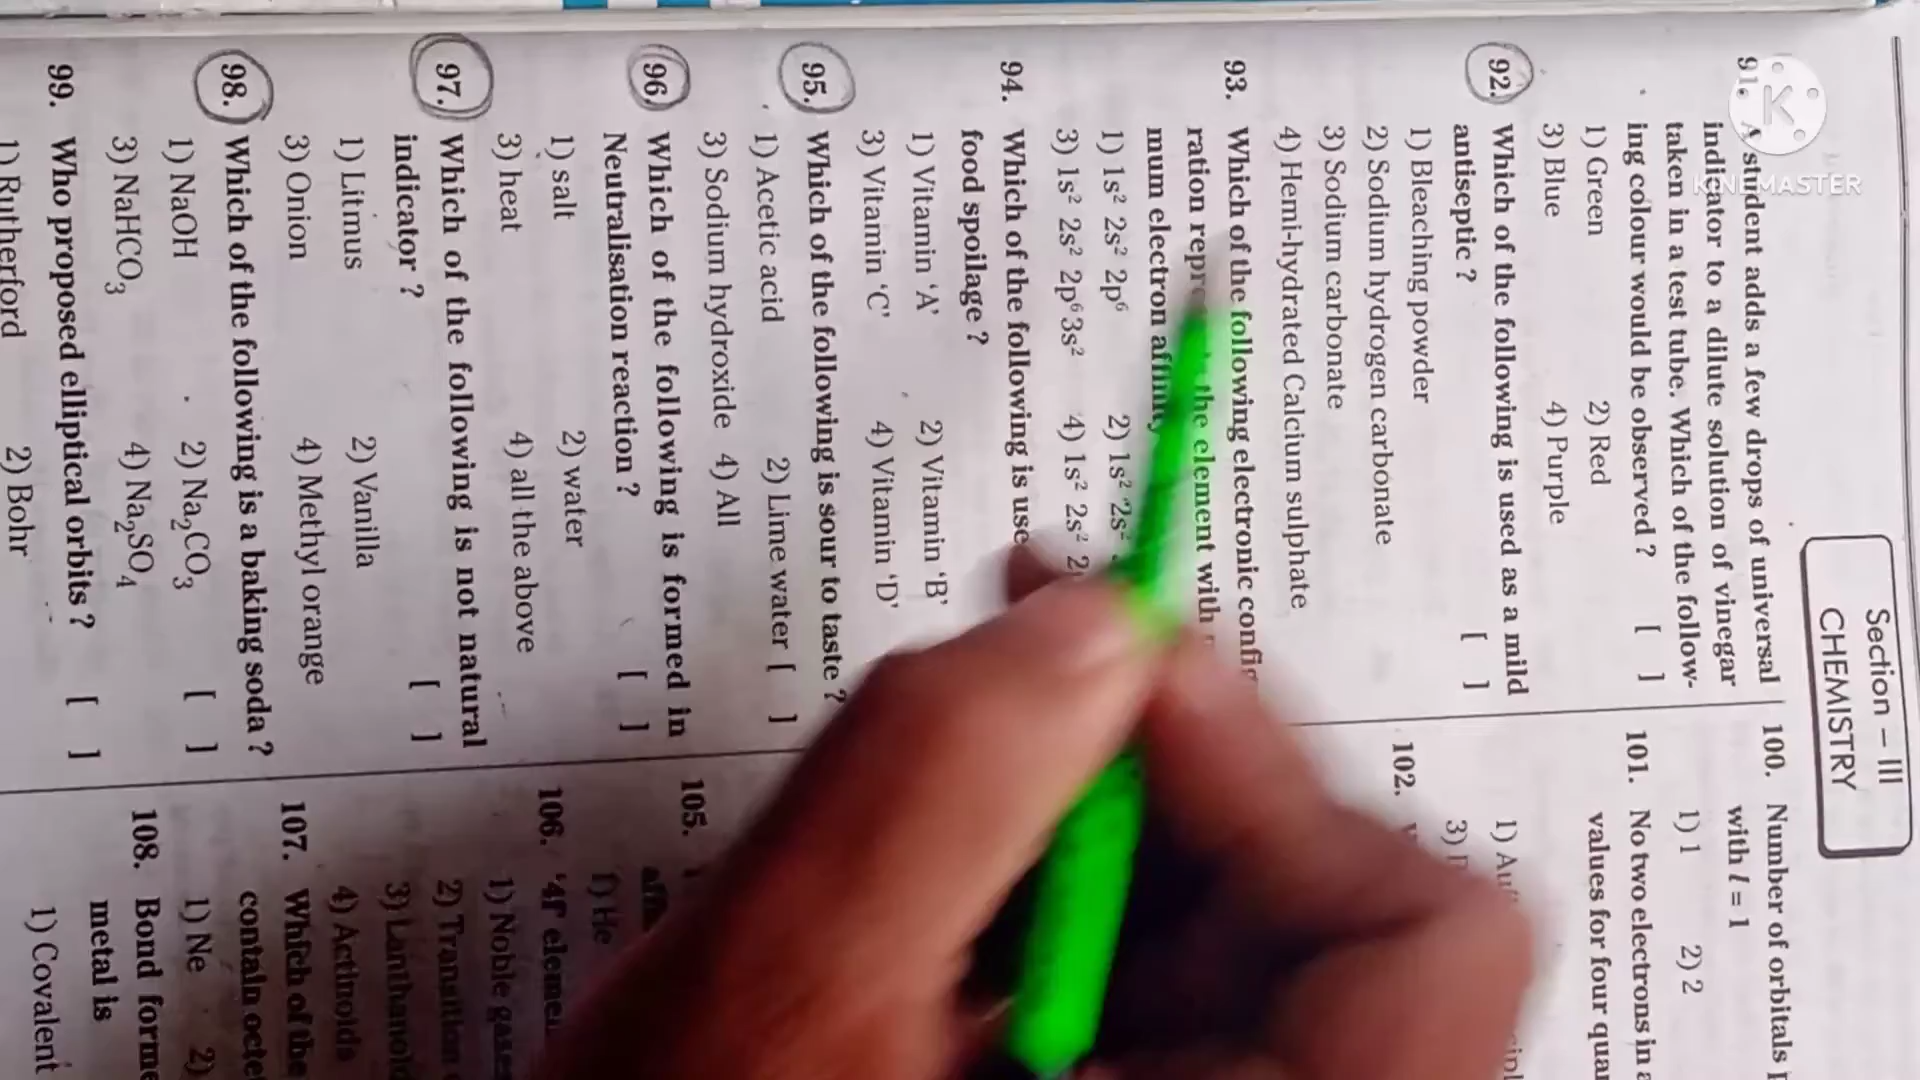 Section – III
CHEMISTRY
91. A student adds a few drops of universal
indicator to a dilute solution of vinegar
taken in a test tube. Which of the follow-
ing colour would be observed ? [ ]
1) Green 2) Red
3) Blue 4) Purple
92. Which of the following is used as a mild
antiseptic ? [ ]
1) Bleaching powder
2) Sodium hydrogen carbonate
3) Sodium carbonate
4) Hemi-hydrated Calcium sulphate
93. Which of the following electronic
ration the element with
mum electron affinity
1) 1s² 2s² 2p⁶ 2) 1s² 2s²
3) 1s² 2s² 2p⁶3s² 4) 1s² 2s²
94. Which of the following is
food spoilage ?
1) Vitamin ‘A’ 2) Vitamin ‘B’
3) Vitamin ‘C’ 4) Vitamin ‘D’
95. Which of the following is sour to taste ?
1) Acetic acid 2) Lime water [ ]
3) Sodium hydroxide 4) All
96. Which of the following is formed in
Neutralisation reaction ? [ ]
1) salt 2) water
3) heat 4) all the above
97. Which of the following is not natural
indicator ? [ ]
1) Litmus 2) Vanilla
3) Onion 4) Methyl orange
98. Which of the following is a baking soda ?
1) NaOH 2) Na₂CO₃ [ ]
3) NaHCO₃ 4) Na₂SO₄
99. Who proposed elliptical orbits ? [ ]
1) Rutherford 2) Bohr
100. Number of orbitals
with l = 1
1) 1 2) 2
101. No two electrons in a
values for four
1)
3)
102.
105.
1) He
106. ‘4f’
1) Noble gases
2) Transition
3) Lanthanoids
4) Actinoids
107. Which of the
contain
1) Ne 2)
108. Bond
metal is
1) Covalent
K
KINEMASTER